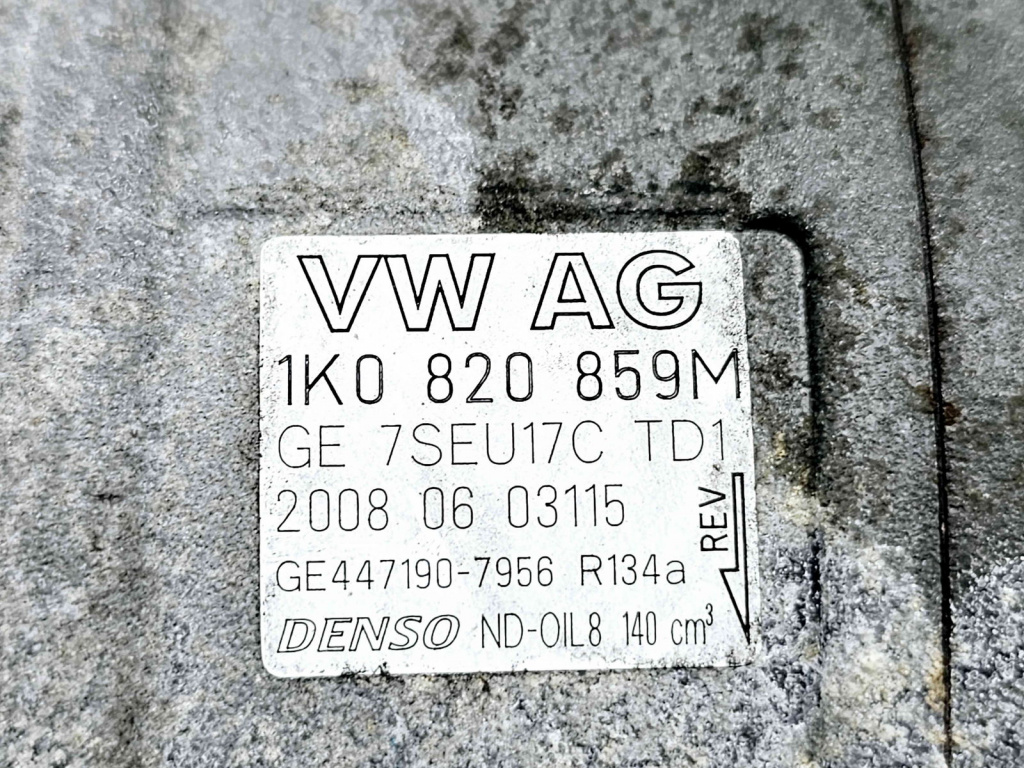 VW AG
1K0 820 859M
GE 7SEU17C TD1
2008 06 03115
REV
GE447190-7956 R134a
DENSO ND-OIL8 140 cm³